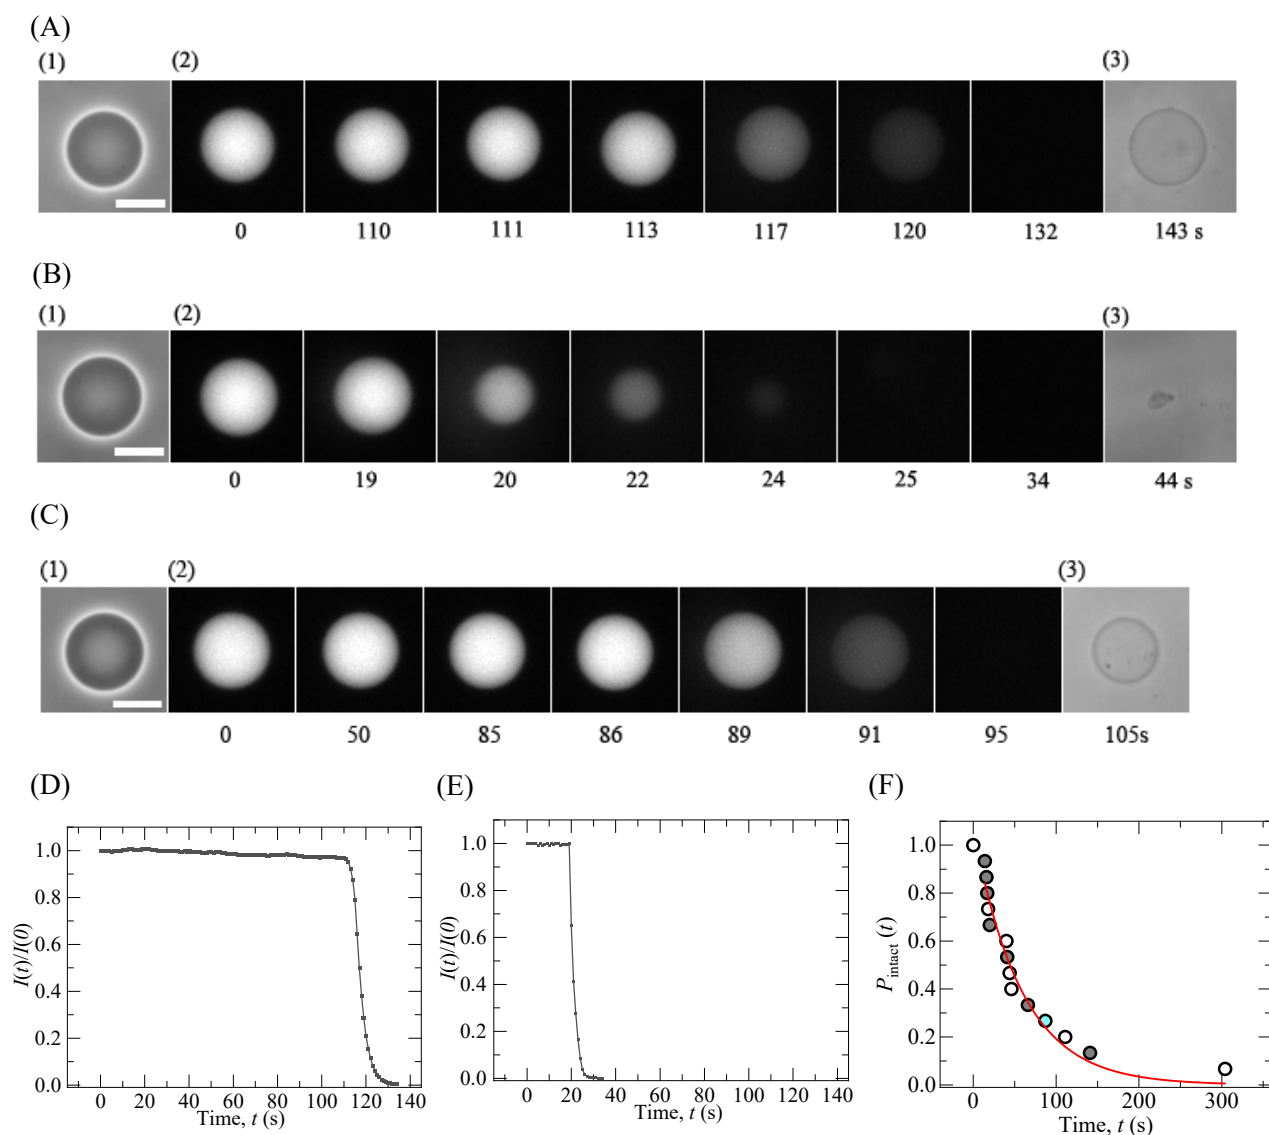 (A)
(1) (2) (3)
0 110 111 113 117 120 132 143 s
(B)
(1) (2) (3)
0 19 20 22 24 25 34 44 s
(C)
(1) (2) (3)
0 50 85 86 89 91 95 105s
(D) (E) (F)
1.0
0.8
0.6
0.4
0.2
0.0
I(t)/I(0)
0 20 40 60 80 100 120 140
Time, t (s)
1.0
0.8
0.6
0.4
0.2
0.0
I(t)/I(0)
0 20 40 60 80 100 120 140
Time, t (s)
1.0
0.8
0.6
0.4
0.2
0.0
Pintact (t)
0 100 200 300
Time, t (s)